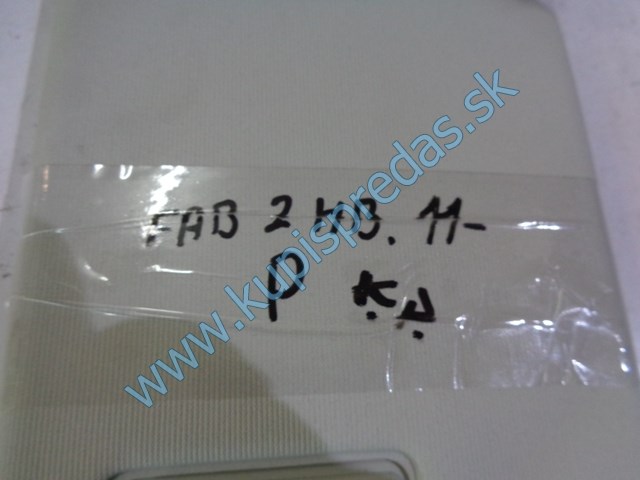 FAB 2 HB. 11-
P K.D.
www.kupispredas.sk